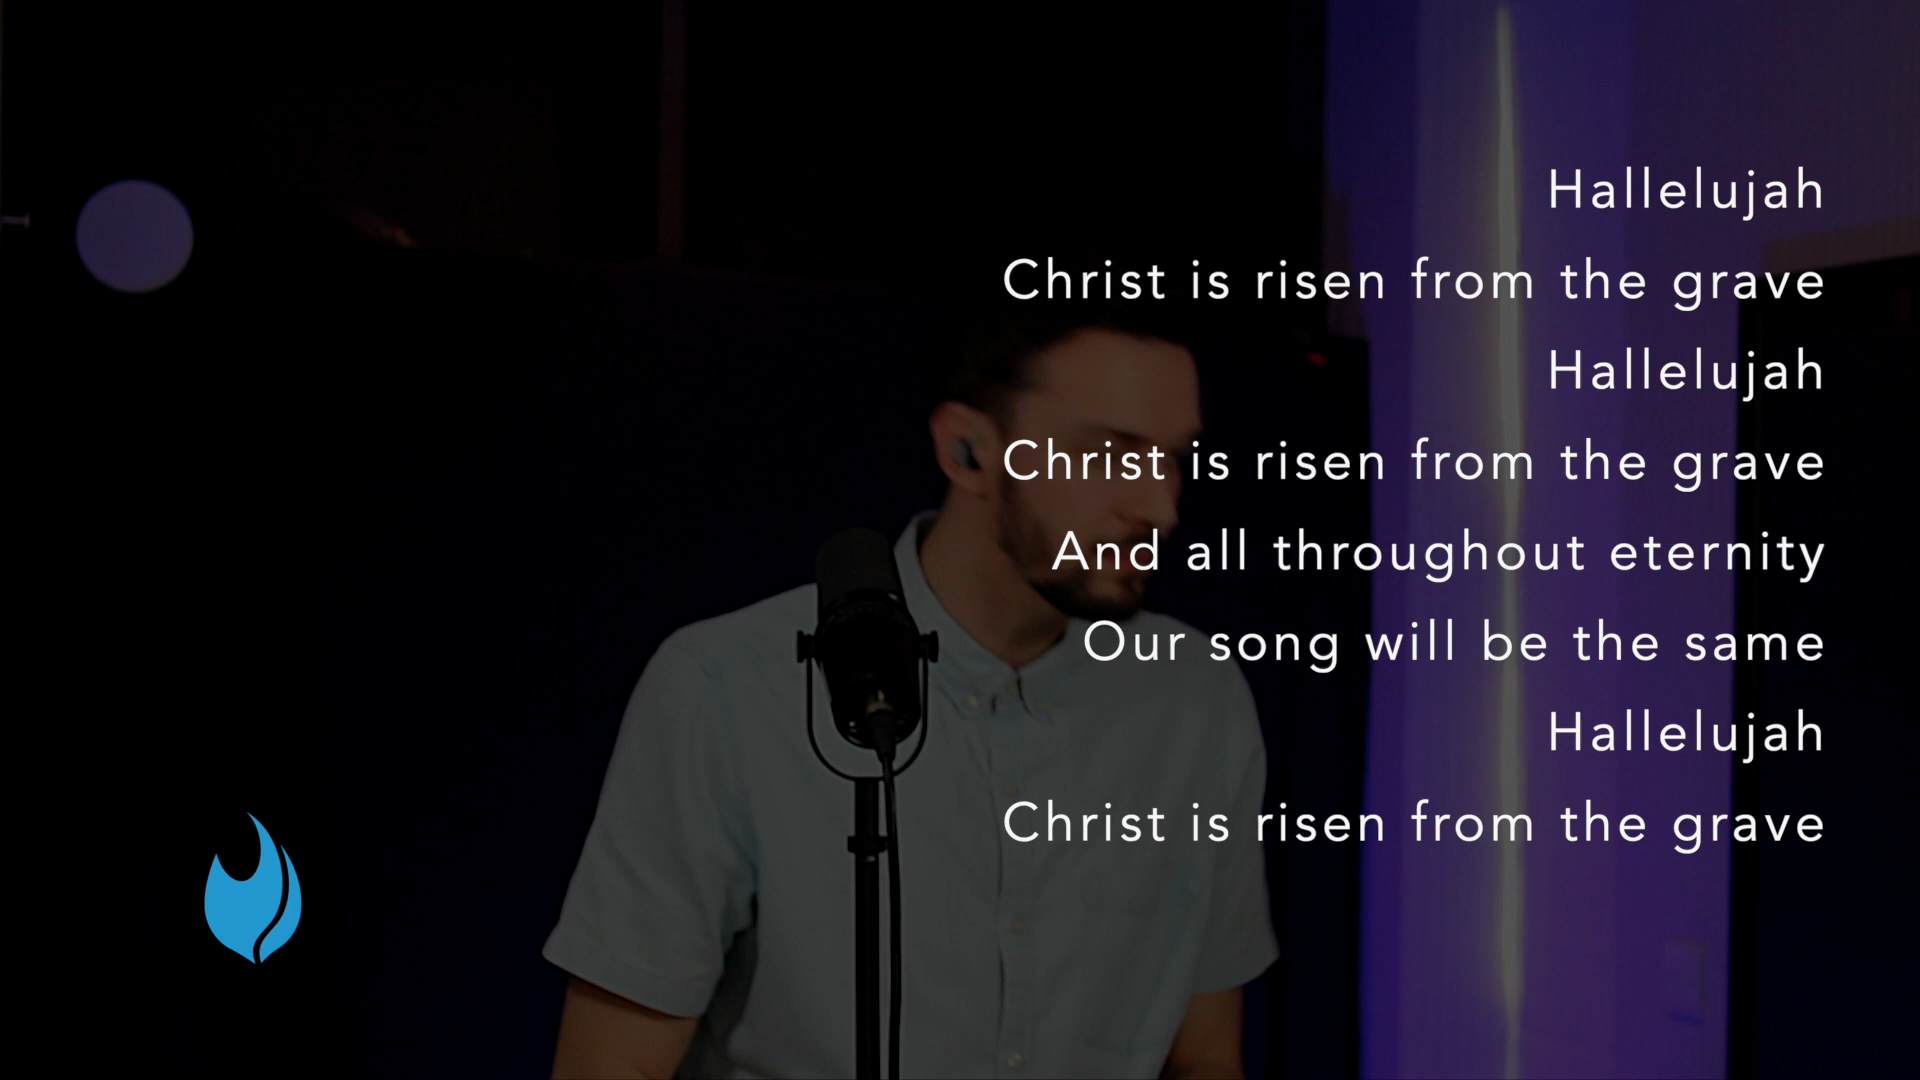 Hallelujah
Christ is risen from the grave
Hallelujah
Christ is risen from the grave
And all throughout eternity
Our song will be the same
Hallelujah
Christ is risen from the grave